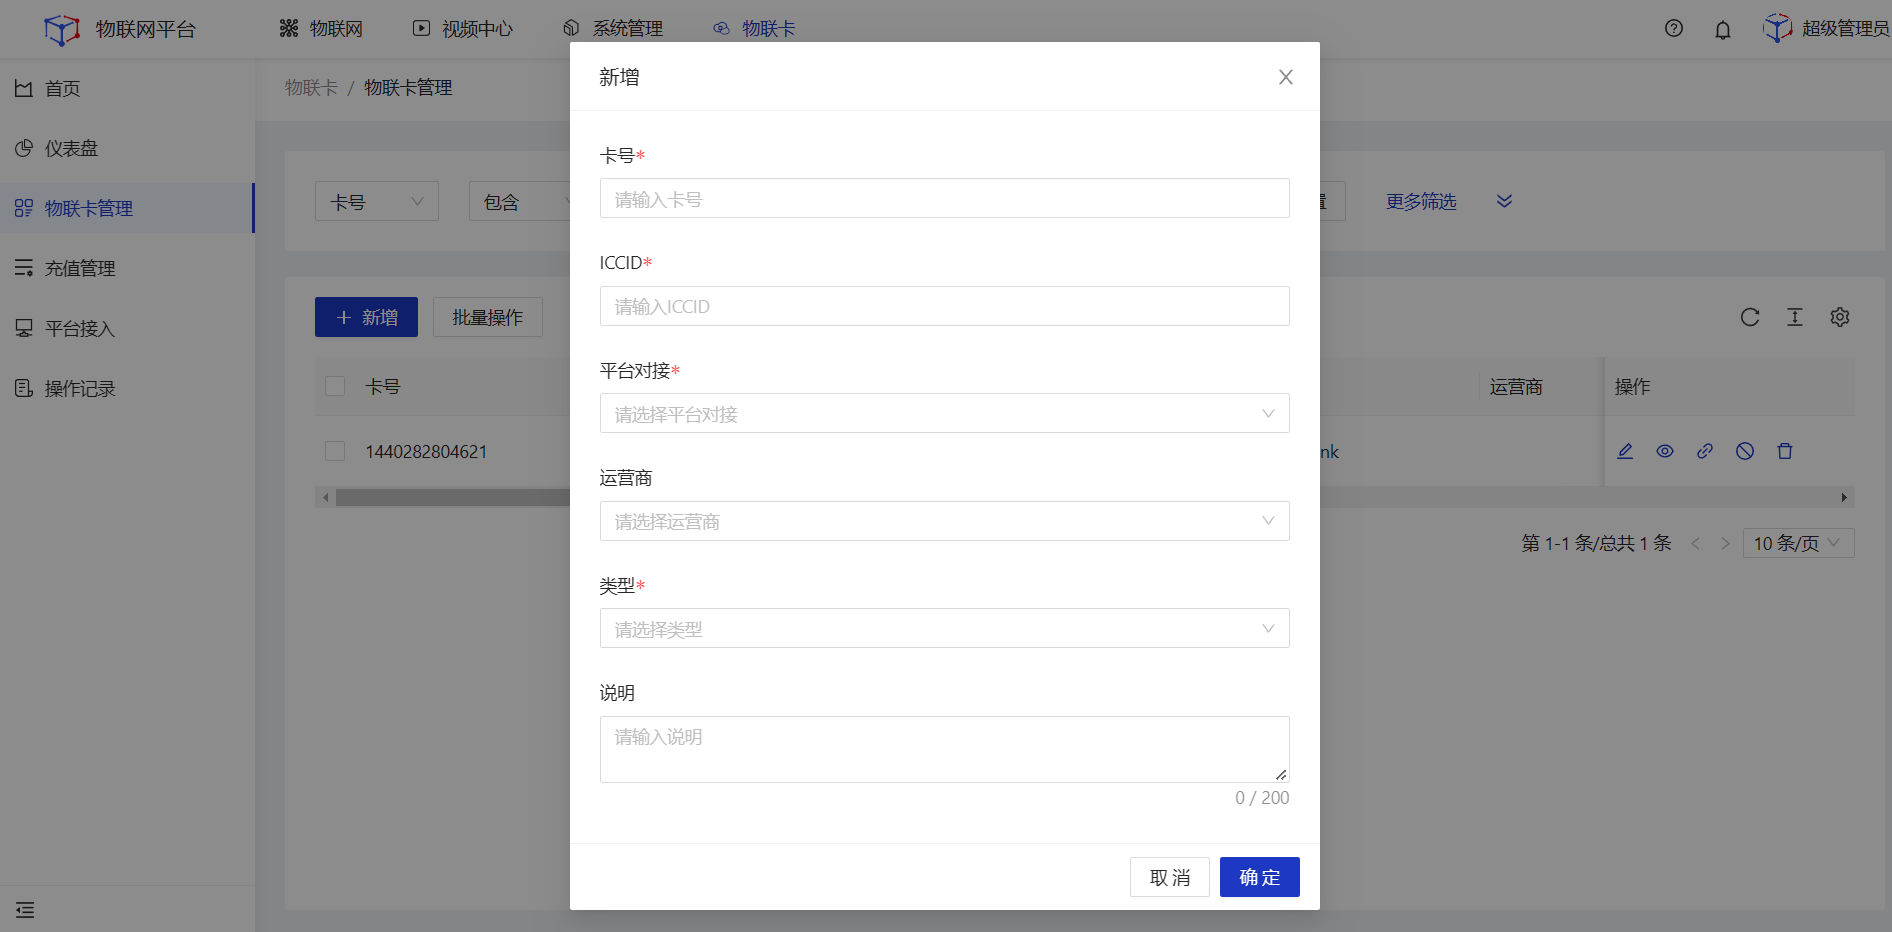 物联网平台
物联网
视频中心
系统管理
物联卡
超级管理员
首页
仪表盘
物联卡管理
充值管理
平台接入
操作记录
物联卡 / 物联卡管理
卡号
包含
更多筛选
新增
批量操作
卡号
运营商
操作
1440282804621
nk
第 1-1 条/总共 1 条
10 条/页
新增
卡号*
请输入卡号
ICCID*
请输入ICCID
平台对接*
请选择平台对接
运营商
请选择运营商
类型*
请选择类型
说明
请输入说明
0 / 200
取 消
确 定